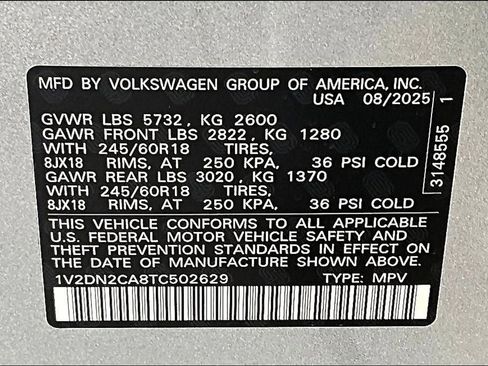 MFD BY VOLKSWAGEN GROUP OF AMERICA, INC.
USA 08/2025
GVWR LBS 5732, KG 2600
GAWR FRONT LBS 2822, KG 1280
WITH 245/60R18 TIRES,
8JX18 RIMS, AT 250 KPA, 36 PSI COLD
GAWR REAR LBS 3020, KG 1370
WITH 245/60R18 TIRES,
8JX18 RIMS, AT 250 KPA, 36 PSI COLD
THIS VEHICLE CONFORMS TO ALL APPLICABLE
U.S. FEDERAL MOTOR VEHICLE SAFETY AND
THEFT PREVENTION STANDARDS IN EFFECT ON
THE DATE OF MANUFACTURE SHOWN ABOVE.
1V2DN2CA8TC502629 TYPE: MPV
3148555 1